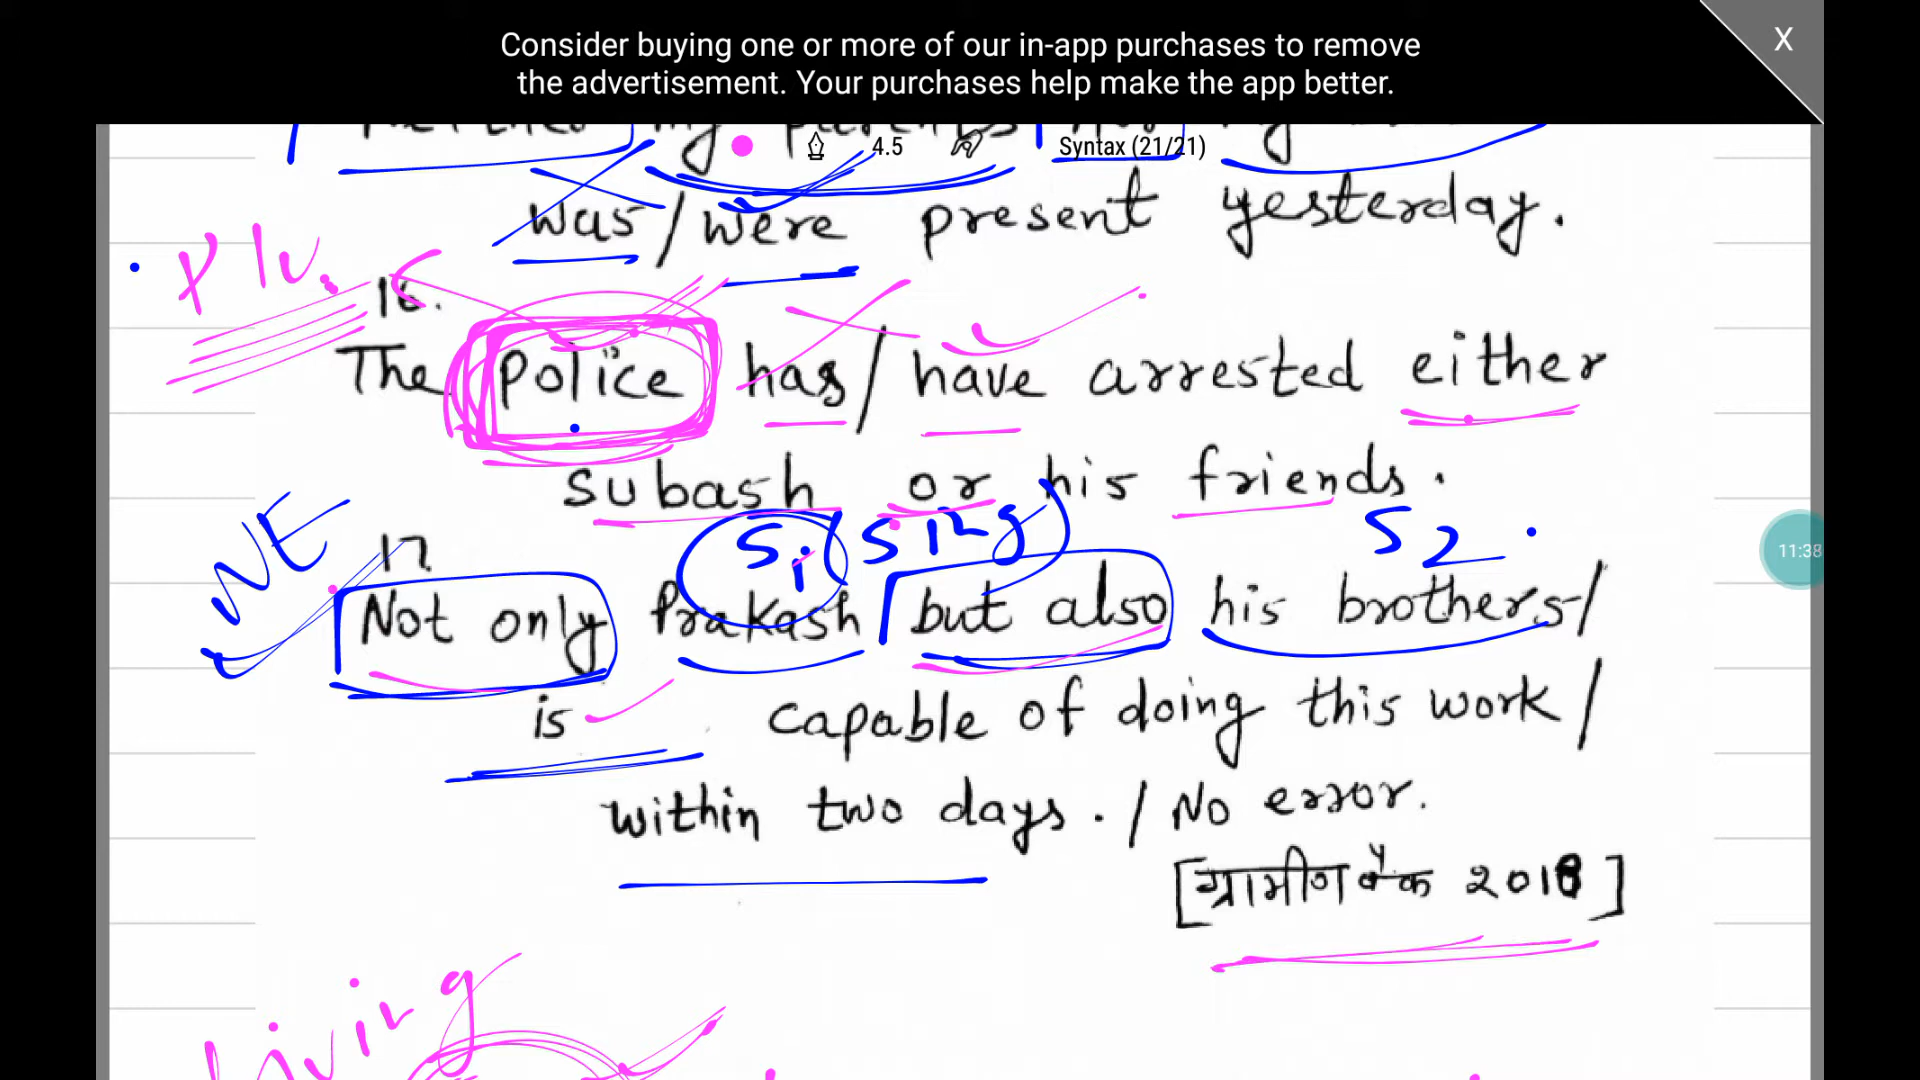 Consider buying one or more of our in-app purchases to remove
the advertisement. Your purchases help make the app better.
X
4.5
Syntax (21/21)
was/were present yesterday.
Plu.
16.
The police has/have arrested either
subash or his friends.
11:38
S1 (sing)
S2
NE
17.
Not only Prakash but also his brothers/
is capable of doing this work/
within two days. / No error.
[ग्रामीण बैंक 2018]